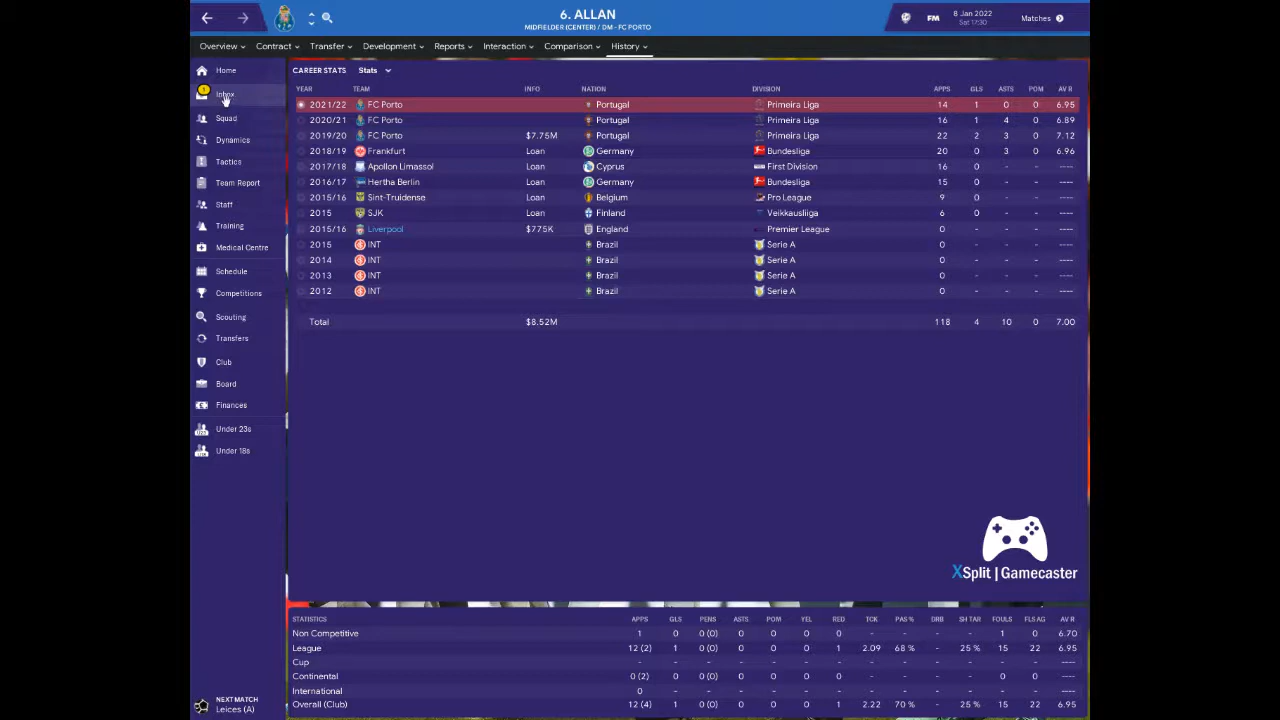 6. ALLAN
MIDFIELDER (CENTER) / DM - FC PORTO
FM
8 Jan 2022
Sat 17:30
Matches
Overview Contract Transfer Development Reports Interaction Comparison History
Home
1
Inbox
Squad
Dynamics
Tactics
Team Report
Staff
Training
Medical Centre
Schedule
Competitions
Scouting
Transfers
Club
Board
Finances
Under 23s
Under 18s
NEXT MATCH
Leices (A)
CAREER STATS Stats
YEAR TEAM INFO NATION DIVISION APPS GLS ASTS POM AV R
2021/22 FC Porto Portugal Primeira Liga 14 1 0 0 6.95
2020/21 FC Porto Portugal Primeira Liga 16 1 4 0 6.89
2019/20 FC Porto $7.75M Portugal Primeira Liga 22 2 3 0 7.12
2018/19 Frankfurt Loan Germany Bundesliga 20 0 3 0 6.96
2017/18 Apollon Limassol Loan Cyprus First Division 16 0 - - ----
2016/17 Hertha Berlin Loan Germany Bundesliga 15 0 - - ----
2015/16 Sint-Truidense Loan Belgium Pro League 9 0 - - ----
2015 SJK Loan Finland Veikkausliiga 6 0 - - ----
2015/16 Liverpool $775K England Premier League 0 - - - ----
2015 INT Brazil Serie A 0 - - - ----
2014 INT Brazil Serie A 0 - - - ----
2013 INT Brazil Serie A 0 - - - ----
2012 INT Brazil Serie A 0 - - - ----
Total $8.52M 118 4 10 0 7.00
XSplit | Gamecaster
STATISTICS APPS GLS PENS ASTS POM YEL RED TCK PAS % DRB SH TAR FOULS FLS AG AV R
Non Competitive 1 0 0 (0) 0 0 0 0 - - - - 1 0 6.70
League 12 (2) 1 0 (0) 0 0 0 1 2.09 68 % - 25 % 15 22 6.95
Cup - - - - - - - - - - - - - ----
Continental 0 (2) 0 0 (0) 0 0 0 0 - - - - 0 0 ----
International 0 - - - - - - - - - - - - ----
Overall (Club) 12 (4) 1 0 (0) 0 0 0 1 2.22 70 % - 25 % 15 22 6.95